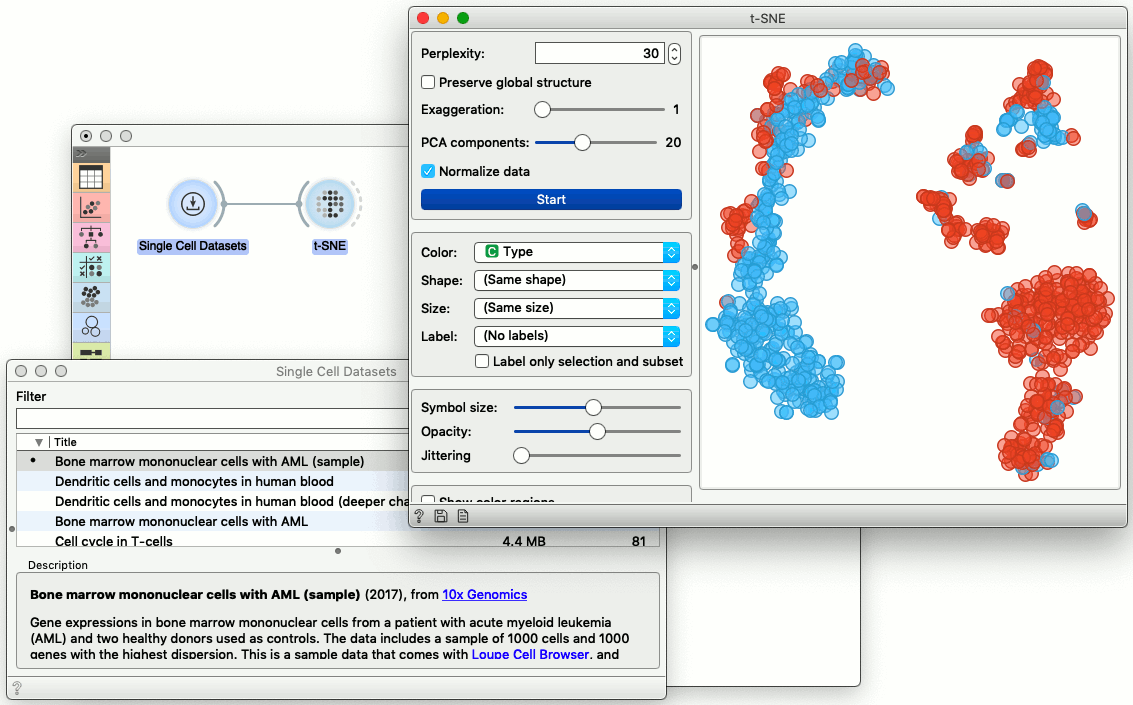 t-SNE
Perplexity: 30
Preserve global structure
Exaggeration: 1
PCA components: 20
Normalize data
Start
Color: C Type
Shape: (Same shape)
Size: (Same size)
Label: (No labels)
Label only selection and subset
Symbol size:
Opacity:
Jittering
Show color regions
?
Single Cell Datasets t-SNE
Single Cell Datasets
Filter
Title
Bone marrow mononuclear cells with AML (sample)
Dendritic cells and monocytes in human blood
Dendritic cells and monocytes in human blood (deeper cha
Bone marrow mononuclear cells with AML
Cell cycle in T-cells 4.4 MB 81
Description
Bone marrow mononuclear cells with AML (sample) (2017), from 10x Genomics
Gene expressions in bone marrow mononuclear cells from a patient with acute myeloid leukemia
(AML) and two healthy donors used as controls. The data includes a sample of 1000 cells and 1000
genes with the highest dispersion. This is a sample data that comes with Loupe Cell Browser, and
?